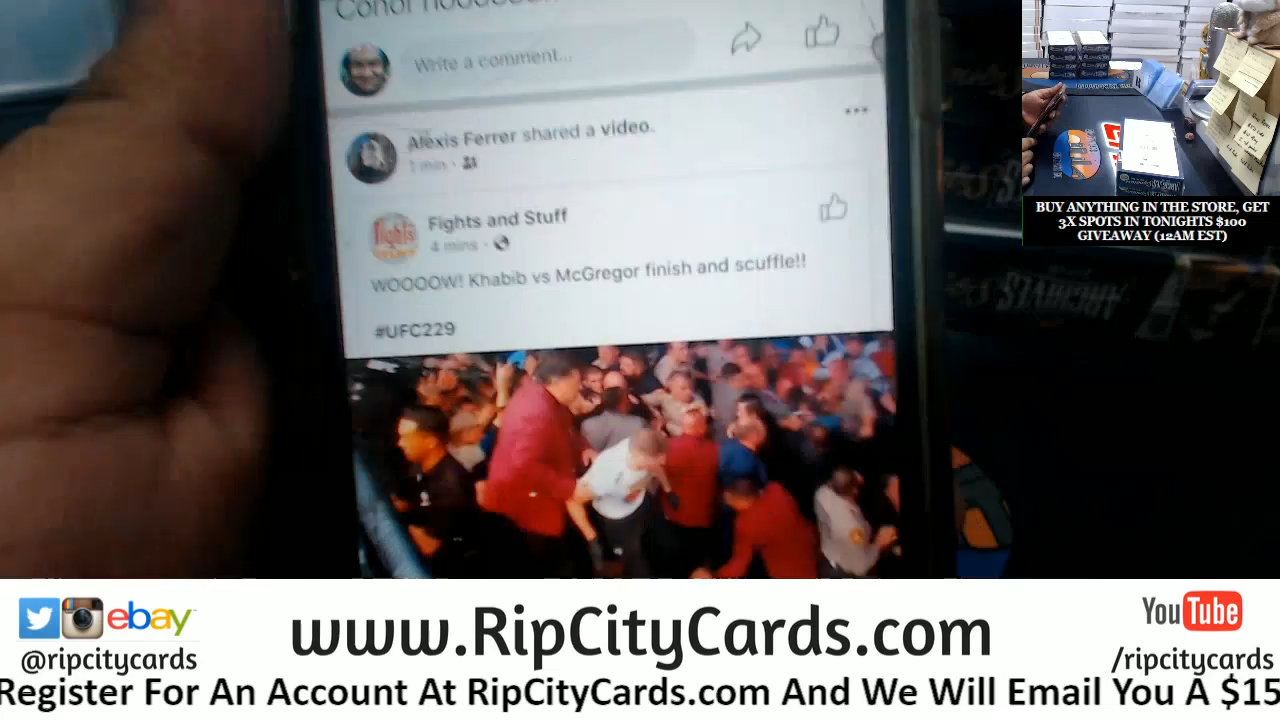 Write a comment...
Alexis Ferrer shared a video.
1 min
Fights and Stuff
4 mins
WOOOOW! Khabib vs McGregor finish and scuffle!!
#UFC229
fights
BUY ANYTHING IN THE STORE, GET
3X SPOTS IN TONIGHTS $100
GIVEAWAY (12AM EST)
ebay
@ripcitycards
www.RipCityCards.com
YouTube
/ripcitycards
Register For An Account At RipCityCards.com And We Will Email You A $15